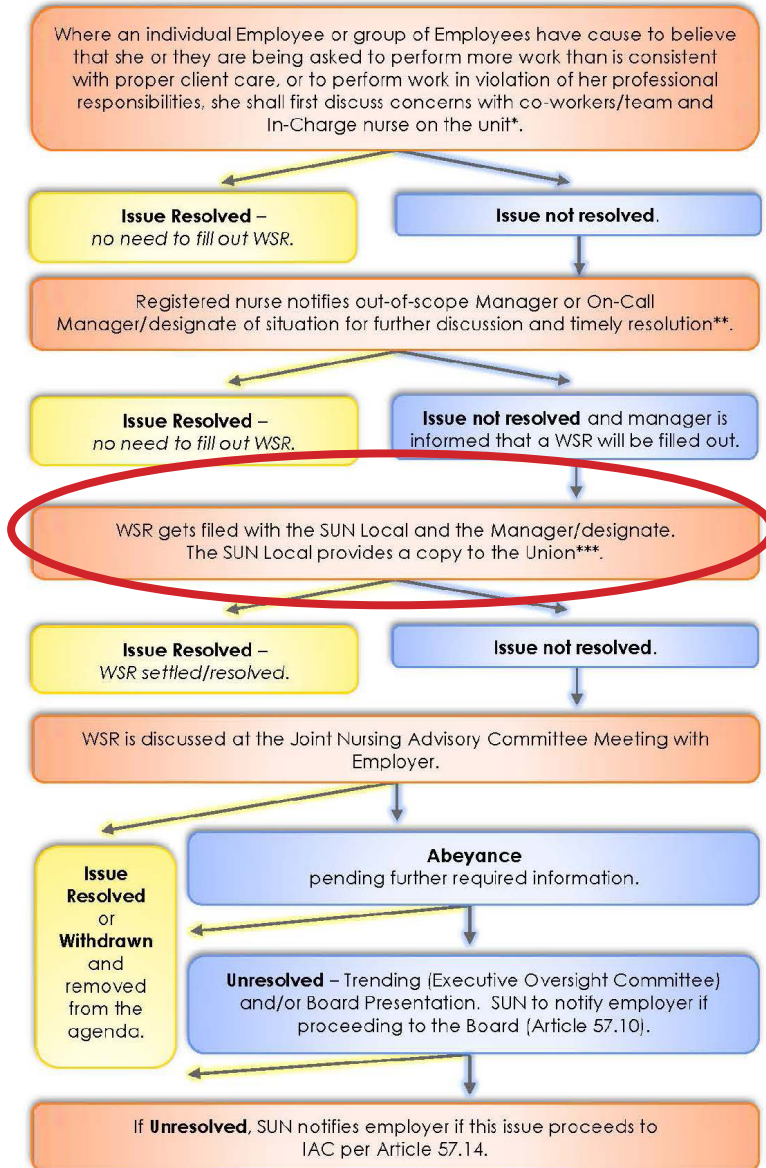 Where an individual Employee or group of Employees have cause to believe
that she or they are being asked to perform more work than is consistent
with proper client care, or to perform work in violation of her professional
responsibilities, she shall first discuss concerns with co-workers/team and
In-Charge nurse on the unit*.
Issue Resolved –
no need to fill out WSR.
Issue not resolved.
Registered nurse notifies out-of-scope Manager or On-Call
Manager/designate of situation for further discussion and timely resolution**.
Issue Resolved –
no need to fill out WSR.
Issue not resolved and manager is
informed that a WSR will be filled out.
WSR gets filed with the SUN Local and the Manager/designate.
The SUN Local provides a copy to the Union***.
Issue Resolved –
WSR settled/resolved.
Issue not resolved.
WSR is discussed at the Joint Nursing Advisory Committee Meeting with
Employer.
Issue
Resolved
or
Withdrawn
and
removed
from the
agenda.
Abeyance
pending further required information.
Unresolved – Trending (Executive Oversight Committee)
and/or Board Presentation. SUN to notify employer if
proceeding to the Board (Article 57.10).
If Unresolved, SUN notifies employer if this issue proceeds to
IAC per Article 57.14.